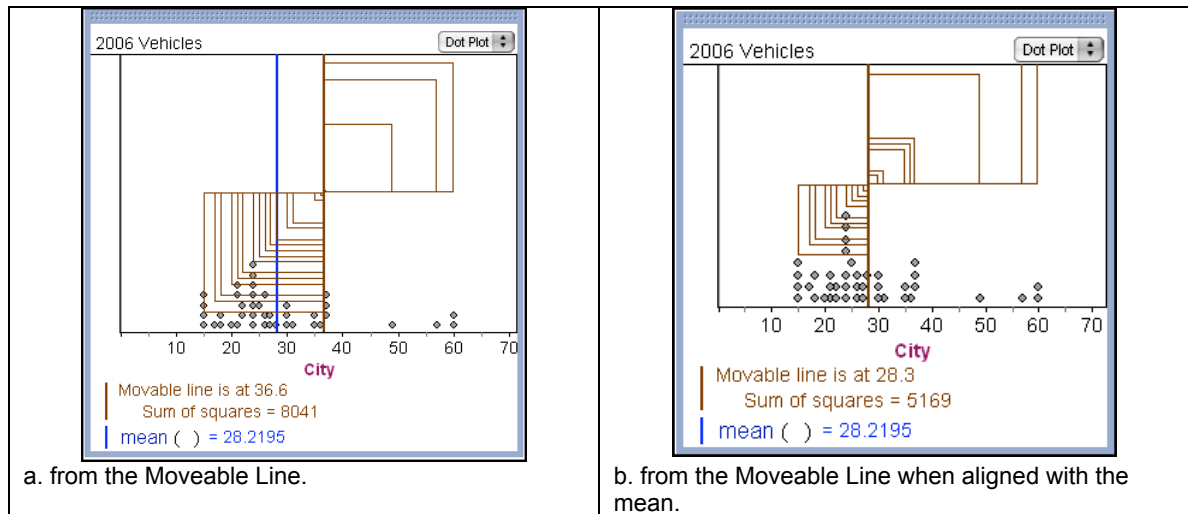 2006 Vehicles
Dot Plot
10 20 30 40 50 60 70
City
Movable line is at 36.6
Sum of squares = 8041
mean ( ) = 28.2195
a. from the Moveable Line.
2006 Vehicles
Dot Plot
10 20 30 40 50 60 70
City
Movable line is at 28.3
Sum of squares = 5169
mean ( ) = 28.2195
b. from the Moveable Line when aligned with the
mean.